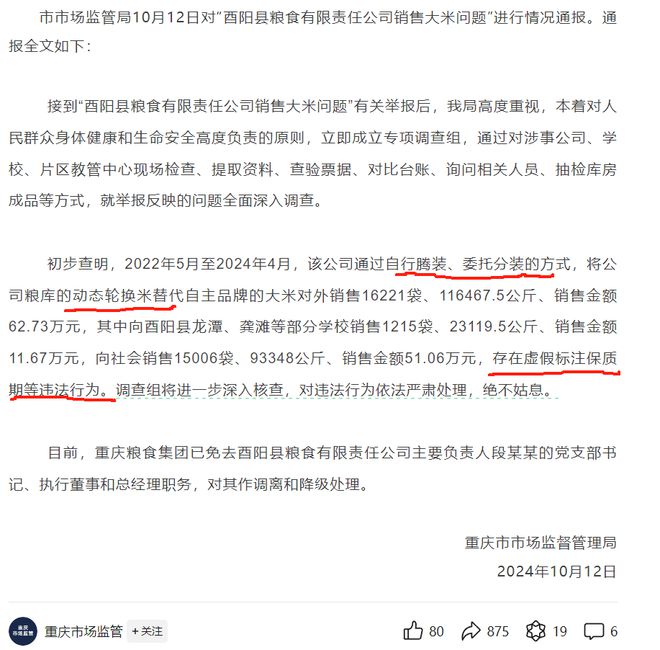 市市场监管局10月12日对“酉阳县粮食有限责任公司销售大米问题”进行情况通报。通
报全文如下：
接到“酉阳县粮食有限责任公司销售大米问题”有关举报后，我局高度重视，本着对人
民群众身体健康和生命安全高度负责的原则，立即成立专项调查组，通过对涉事公司、学
校、片区教管中心现场检查、提取资料、查验票据、对比台账、询问相关人员、抽检库房
成品等方式，就举报反映的问题全面深入调查。
初步查明，2022年5月至2024年4月，该公司通过自行腾装、委托分装的方式，将公
司粮库的动态轮换米替代自主品牌的大米对外销售16221袋、116467.5公斤、销售金额
62.73万元，其中向酉阳县龙潭、龚滩等部分学校销售1215袋、23119.5公斤、销售金额
11.67万元，向社会销售15006袋、93348公斤、销售金额51.06万元，存在虚假标注保质
期等违法行为。调查组将进一步深入核查，对违法行为依法严肃处理，绝不姑息。
目前，重庆粮食集团已免去酉阳县粮食有限责任公司主要负责人段某某的党支部书
记、执行董事和总经理职务，对其作调离和降级处理。
重庆市市场监督管理局
2024年10月12日
重庆
市场监管
重庆市场监管 +关注 80 875 19 6